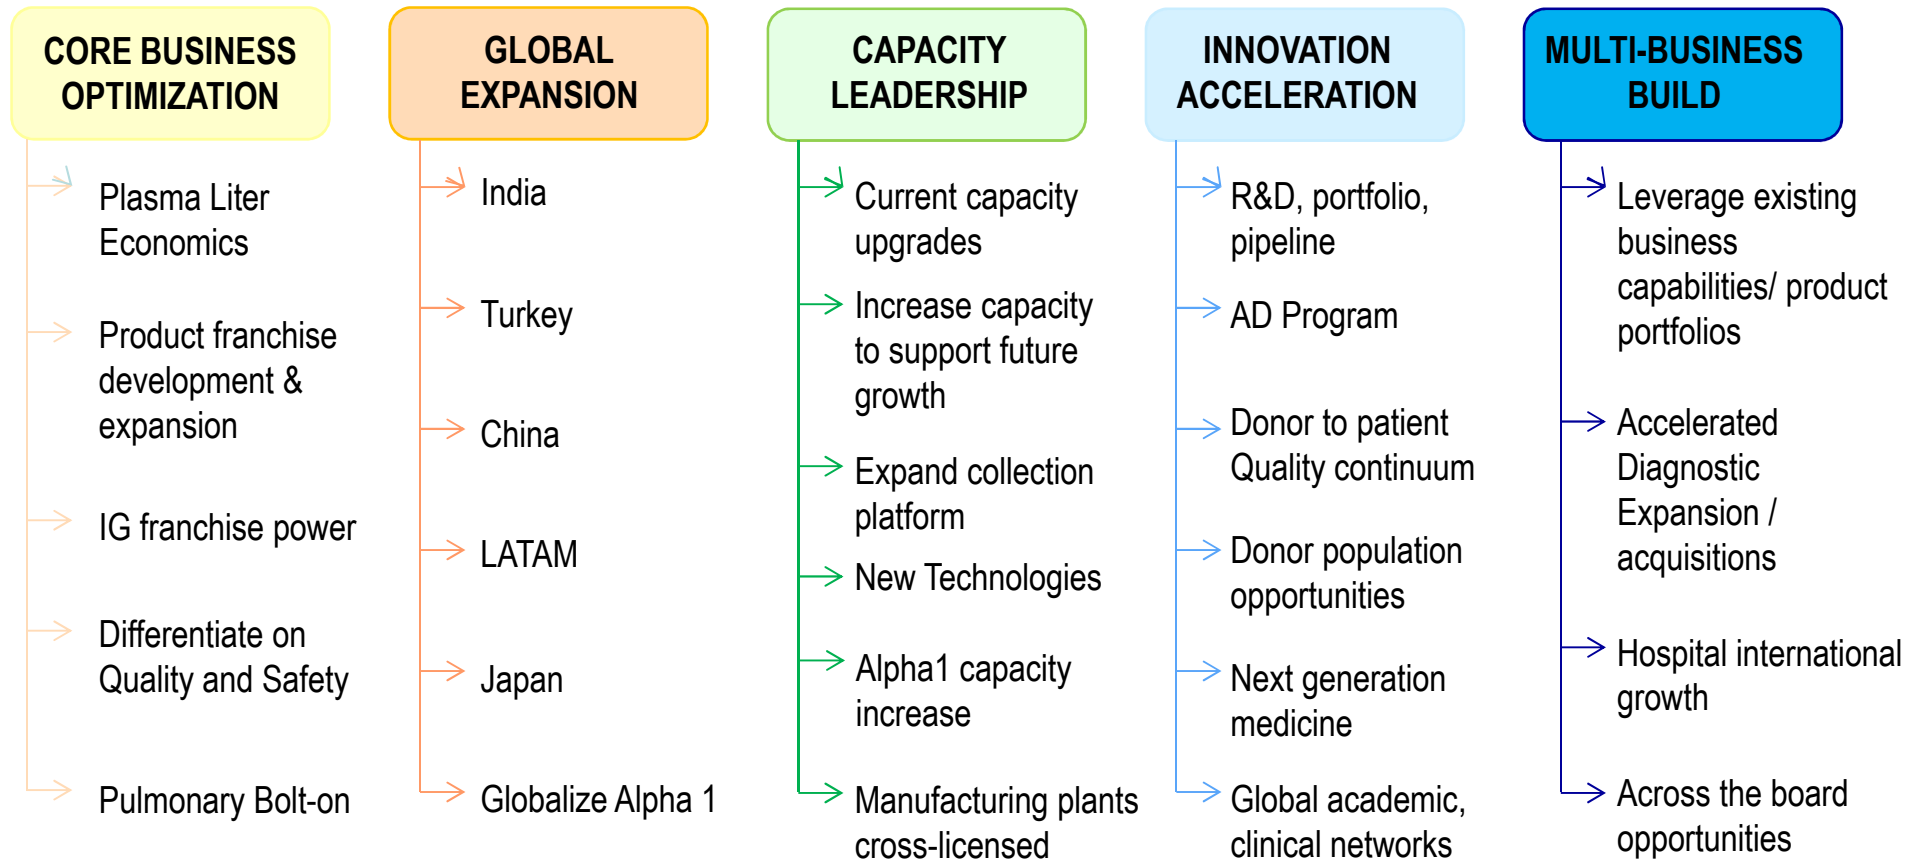 CORE BUSINESS
OPTIMIZATION
Plasma Liter
Economics
Product franchise
development &
expansion
IG franchise power
Differentiate on
Quality and Safety
Pulmonary Bolt-on
GLOBAL
EXPANSION
India
Turkey
China
LATAM
Japan
Globalize Alpha 1
CAPACITY
LEADERSHIP
Current capacity
upgrades
Increase capacity
to support future
growth
Expand collection
platform
New Technologies
Alpha1 capacity
increase
Manufacturing plants
cross-licensed
INNOVATION
ACCELERATION
R&D, portfolio,
pipeline
AD Program
Donor to patient
Quality continuum
Donor population
opportunities
Next generation
medicine
Global academic,
clinical networks
MULTI-BUSINESS
BUILD
Leverage existing
business
capabilities/ product
portfolios
Accelerated
Diagnostic
Expansion /
acquisitions
Hospital international
growth
Across the board
opportunities